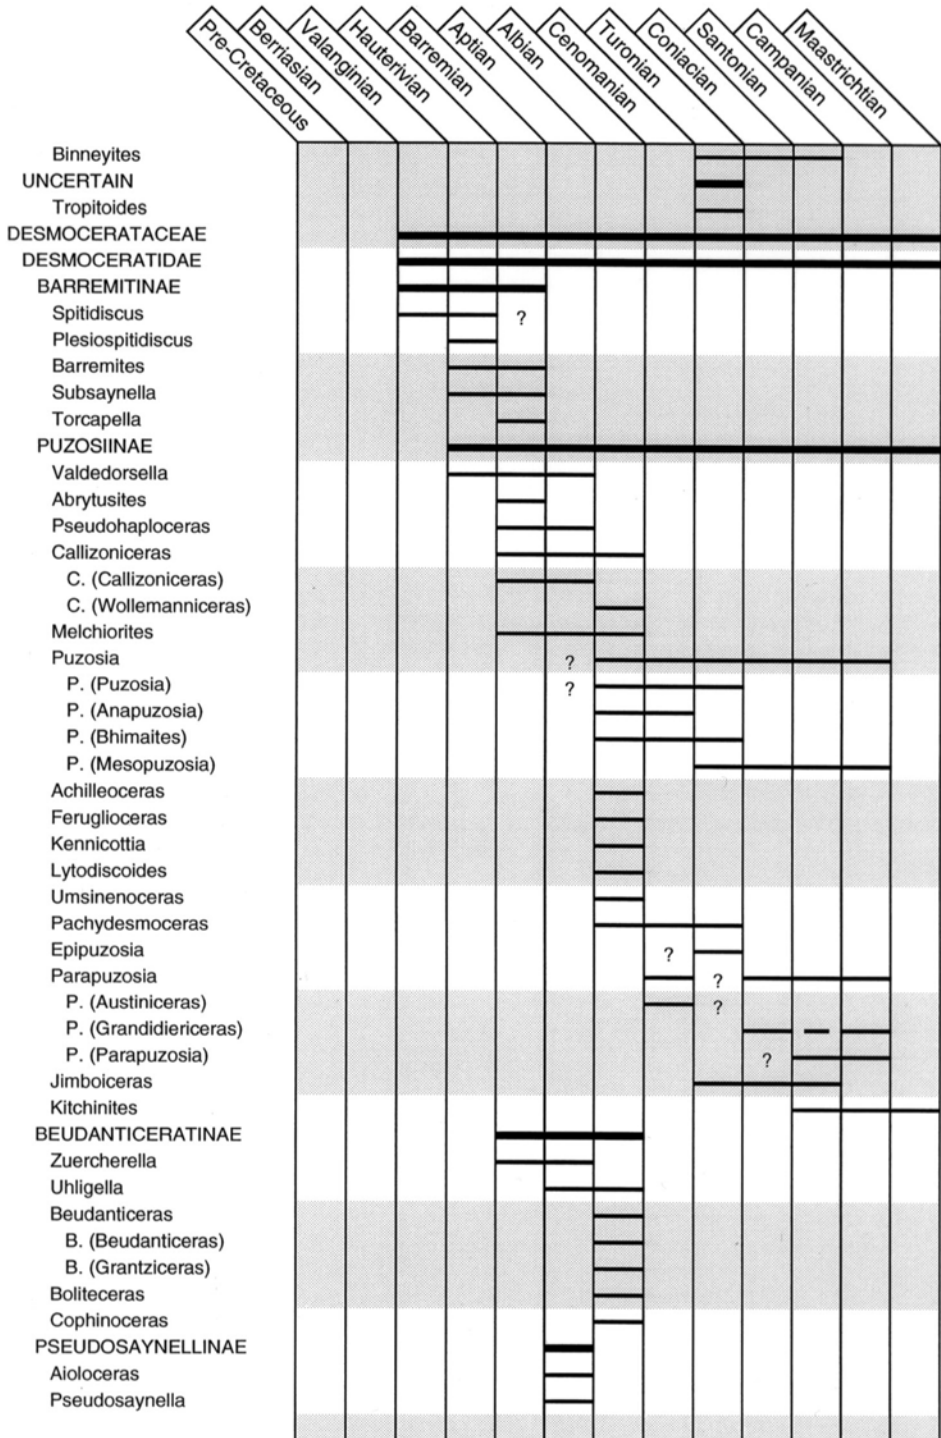 Pre-Cretaceous
Berriasian
Valanginian
Hauterivian
Barremian
Aptian
Albian
Cenomanian
Turonian
Coniacian
Santonian
Campanian
Maastrichtian
Binneyites
UNCERTAIN
Tropitoides
DESMOCERATACEAE
DESMOCERATIDAE
BARREMITINAE
Spitidiscus ?
Plesiospitidiscus
Barremites
Subsaynella
Torcapella
PUZOSIINAE
Valdedorsella
Abrytusites
Pseudohaploceras
Callizoniceras
C. (Callizoniceras)
C. (Wollemanniceras)
Melchiorites
Puzosia ?
P. (Puzosia) ?
P. (Anapuzosia)
P. (Bhimaites)
P. (Mesopuzosia)
Achilleoceras
Feruglioceras
Kennicottia
Lytodiscoides
Umsinenoceras
Pachydesmoceras
Epipuzosia ?
Parapuzosia ?
P. (Austiniceras) ?
P. (Grandidiericeras)
P. (Parapuzosia) ?
Jimboiceras
Kitchinites
BEUDANTICERATINAE
Zuercherella
Uhligella
Beudanticeras
B. (Beudanticeras)
B. (Grantziceras)
Boliteceras
Cophinoceras
PSEUDOSAYNELLINAE
Aioloceras
Pseudosaynella